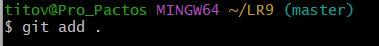 titov@Pro_Pactos MINGW64 ~/LR9 (master)
$ git add .